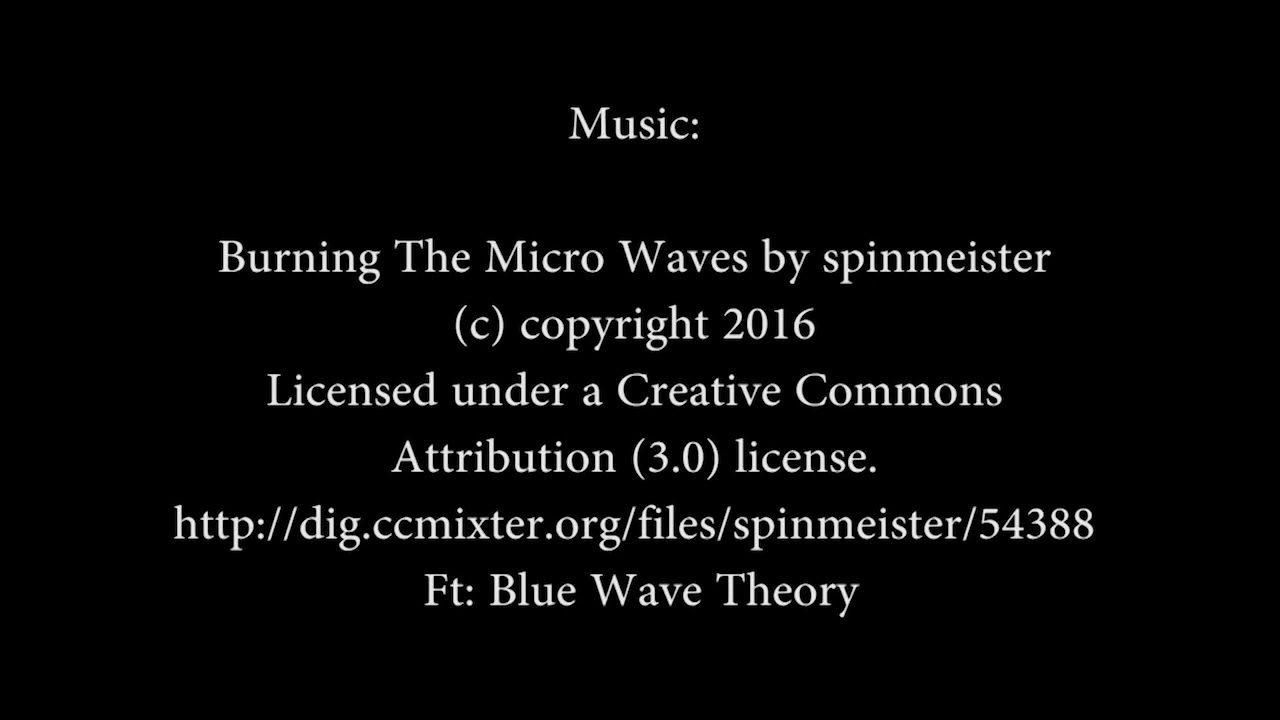 Music:
Burning The Micro Waves by spinmeister
(c) copyright 2016
Licensed under a Creative Commons
Attribution (3.0) license.
http://dig.ccmixter.org/files/spinmeister/54388
Ft: Blue Wave Theory